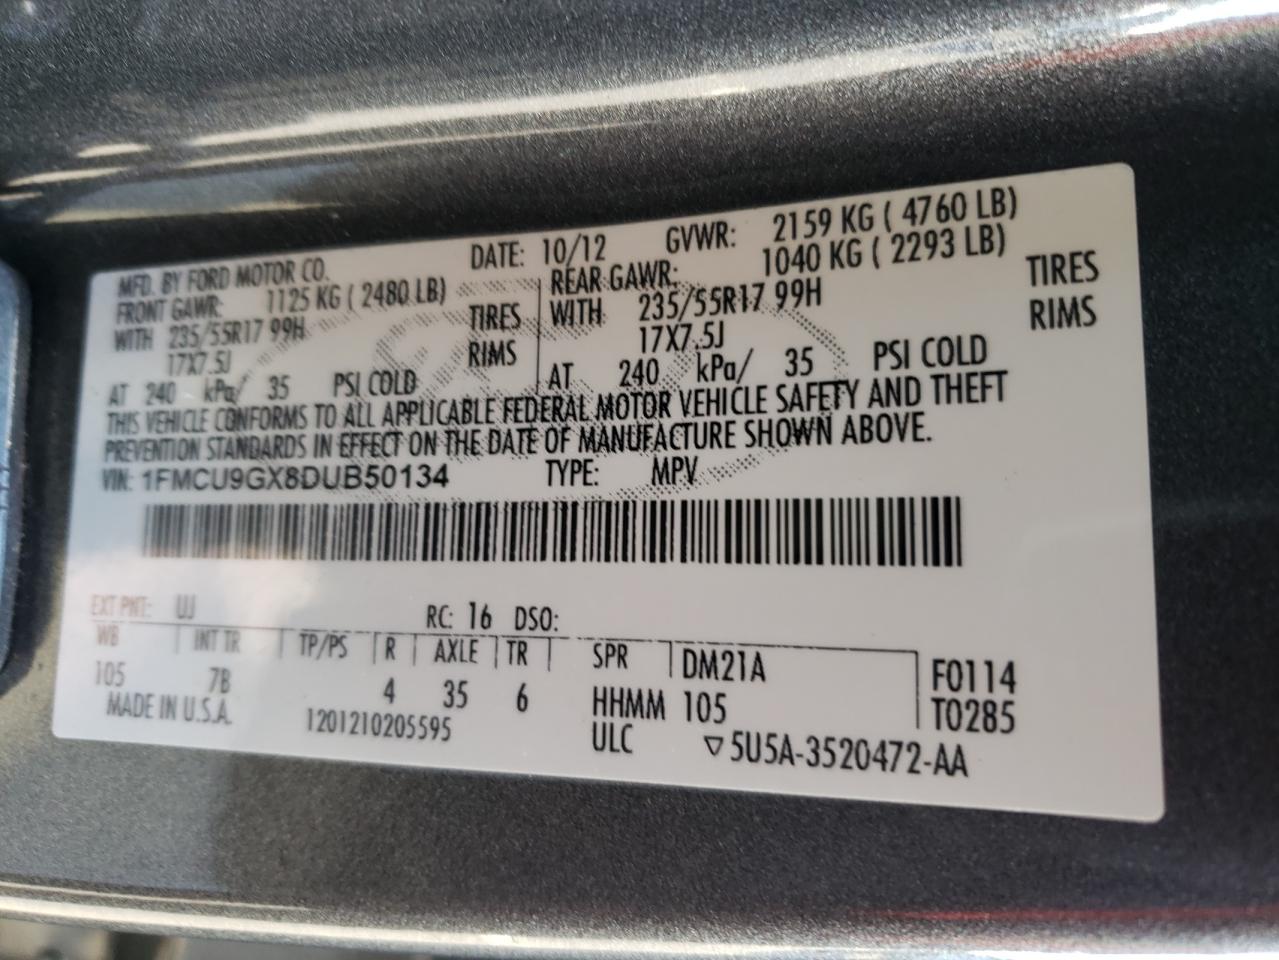 MFD. BY FORD MOTOR CO. DATE: 10/12 GVWR: 2159 KG ( 4760 LB)
FRONT GAWR: 1125 KG ( 2480 LB) REAR GAWR: 1040 KG ( 2293 LB)
WITH 235/55R17 99H TIRES WITH 235/55R17 99H TIRES
17X7.5J RIMS 17X7.5J RIMS
AT 240 kPa/ 35 PSI COLD AT 240 kPa/ 35 PSI COLD
THIS VEHICLE CONFORMS TO ALL APPLICABLE FEDERAL MOTOR VEHICLE SAFETY AND THEFT
PREVENTION STANDARDS IN EFFECT ON THE DATE OF MANUFACTURE SHOWN ABOVE.
VIN: 1FMCU9GX8DUB50134 TYPE: MPV
EXT PNT: UJ RC: 16 DSO:
WB INT TR TP/PS R AXLE TR SPR DM21A F0114
105 7B 4 35 6 HHMM 105 T0285
MADE IN U.S.A. 1201210205595 ULC ▽5U5A-3520472-AA